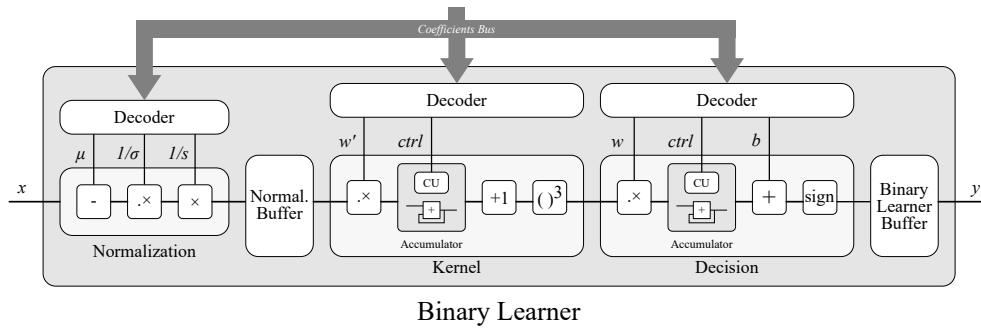 Coefficients Bus
Decoder
Decoder
Decoder
μ 1/σ 1/s
w' ctrl
w ctrl b
x
- .× ×
Normalization
Normal.
Buffer
.×
CU
+
Accumulator
+1
( )³
Kernel
.×
CU
+
Accumulator
+
sign
Decision
Binary
Learner
Buffer
y
Binary Learner